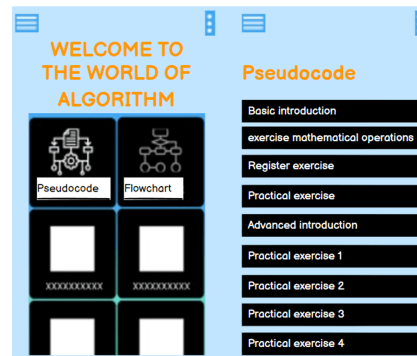 WELCOME TO
THE WORLD OF
ALGORITHM
Pseudocode
Flowchart
XXXXXXXXXX
XXXXXXXXXX
Pseudocode
Basic introduction
exercise mathematical operations
Register exercise
Practical exercise
Advanced introduction
Practical exercise 1
Practical exercise 2
Practical exercise 3
Practical exercise 4